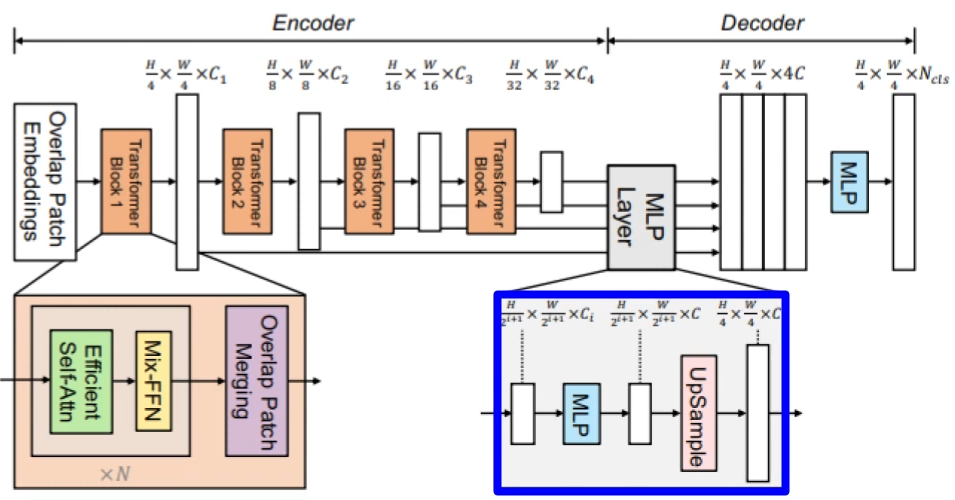 Encoder
Decoder
H/4 × W/4 ×C₁
H/8 × W/8 ×C₂
H/16 × W/16 ×C₃
H/32 × W/32 ×C₄
H/4 × W/4 ×4C
H/4 × W/4 ×N_cls
Overlap Patch
Embeddings
Transformer
Block 1
Transformer
Block 2
Transformer
Block 3
Transformer
Block 4
MLP
Layer
MLP
Efficient
Self-Attn
Mix-FFN
Overlap Patch
Merging
×N
H/2^{i+1} × W/2^{i+1} ×C_i
H/2^{i+1} × W/2^{i+1} ×C
H/4 × W/4 ×C
MLP
UpSample